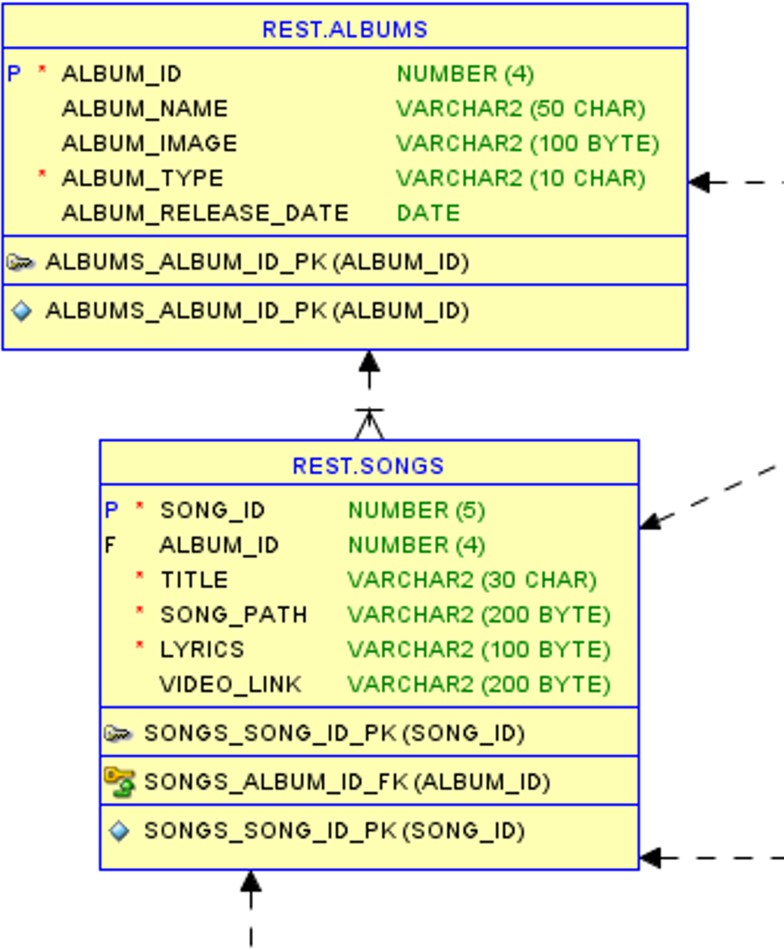 REST.ALBUMS
P * ALBUM_ID NUMBER (4)
ALBUM_NAME VARCHAR2 (50 CHAR)
ALBUM_IMAGE VARCHAR2 (100 BYTE)
* ALBUM_TYPE VARCHAR2 (10 CHAR)
ALBUM_RELEASE_DATE DATE
ALBUMS_ALBUM_ID_PK (ALBUM_ID)
ALBUMS_ALBUM_ID_PK (ALBUM_ID)
REST.SONGS
P * SONG_ID NUMBER (5)
F ALBUM_ID NUMBER (4)
* TITLE VARCHAR2 (30 CHAR)
* SONG_PATH VARCHAR2 (200 BYTE)
* LYRICS VARCHAR2 (100 BYTE)
VIDEO_LINK VARCHAR2 (200 BYTE)
SONGS_SONG_ID_PK (SONG_ID)
SONGS_ALBUM_ID_FK (ALBUM_ID)
SONGS_SONG_ID_PK (SONG_ID)